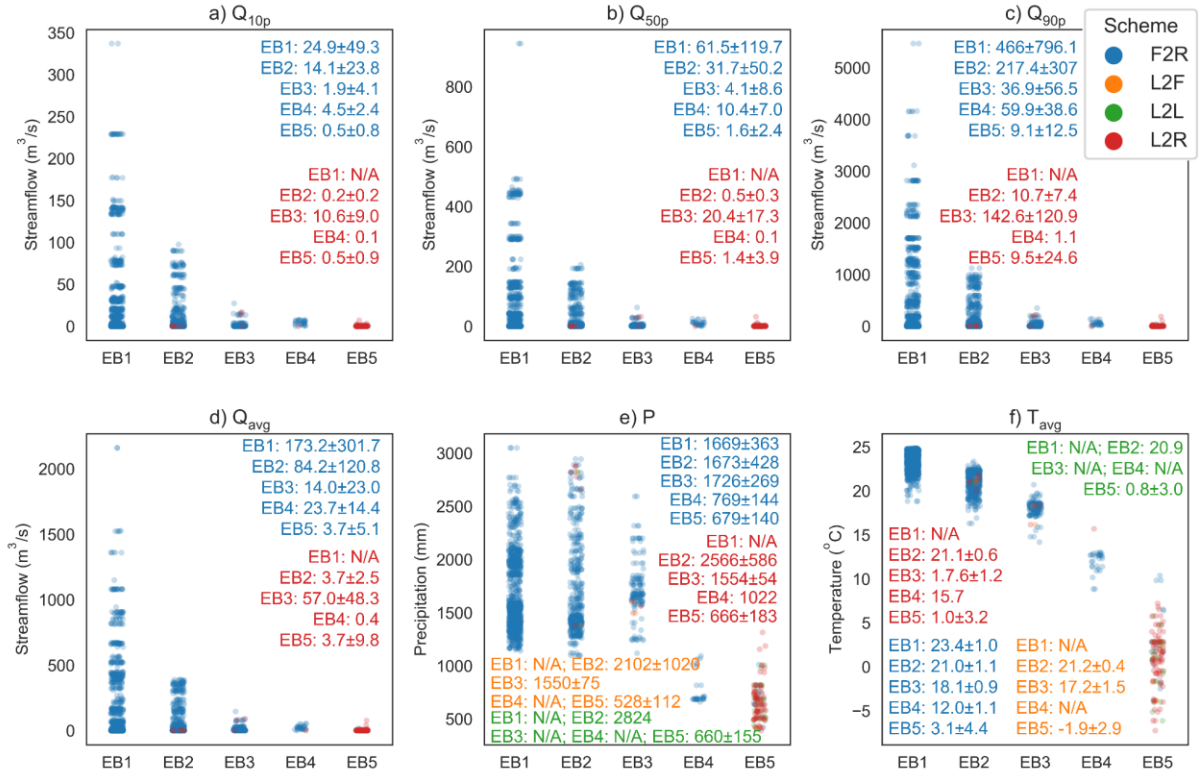 a) Q10p
Streamflow (m³/s)
350
300
250
200
150
100
50
0
EB1: 24.9±49.3
EB2: 14.1±23.8
EB3: 1.9±4.1
EB4: 4.5±2.4
EB5: 0.5±0.8
EB1: N/A
EB2: 0.2±0.2
EB3: 10.6±9.0
EB4: 0.1
EB5: 0.5±0.9
EB1 EB2 EB3 EB4 EB5
b) Q50p
Streamflow (m³/s)
800
600
400
200
0
EB1: 61.5±119.7
EB2: 31.7±50.2
EB3: 4.1±8.6
EB4: 10.4±7.0
EB5: 1.6±2.4
EB1: N/A
EB2: 0.5±0.3
EB3: 20.4±17.3
EB4: 0.1
EB5: 1.4±3.9
EB1 EB2 EB3 EB4 EB5
c) Q90p
Streamflow (m³/s)
5000
4000
3000
2000
1000
0
EB1: 466±796.1
EB2: 217.4±307
EB3: 36.9±56.5
EB4: 59.9±38.6
EB5: 9.1±12.5
EB1: N/A
EB2: 10.7±7.4
EB3: 142.6±120.9
EB4: 1.1
EB5: 9.5±24.6
EB1 EB2 EB3 EB4 EB5
Scheme
F2R
L2F
L2L
L2R
d) Qavg
Streamflow (m³/s)
2000
1500
1000
500
0
EB1: 173.2±301.7
EB2: 84.2±120.8
EB3: 14.0±23.0
EB4: 23.7±14.4
EB5: 3.7±5.1
EB1: N/A
EB2: 3.7±2.5
EB3: 57.0±48.3
EB4: 0.4
EB5: 3.7±9.8
EB1 EB2 EB3 EB4 EB5
e) P
Precipitation (mm)
3000
2500
2000
1500
1000
500
EB1: 1669±363
EB2: 1673±428
EB3: 1726±269
EB4: 769±144
EB5: 679±140
EB1: N/A
EB2: 2566±586
EB3: 1554±54
EB4: 1022
EB5: 666±183
EB1: N/A; EB2: 2102±1020
EB3: 1550±75
EB4: N/A; EB5: 528±112
EB1: N/A; EB2: 2824
EB3: N/A; EB4: N/A; EB5: 660±155
EB1 EB2 EB3 EB4 EB5
f) Tavg
Temperature (°C)
25
20
15
10
5
0
−5
EB1: N/A; EB2: 20.9
EB3: N/A; EB4: N/A
EB5: 0.8±3.0
EB1: N/A
EB2: 21.1±0.6
EB3: 1.7.6±1.2
EB4: 15.7
EB5: 1.0±3.2
EB1: 23.4±1.0
EB2: 21.0±1.1
EB3: 18.1±0.9
EB4: 12.0±1.1
EB5: 3.1±4.4
EB1: N/A
EB2: 21.2±0.4
EB3: 17.2±1.5
EB4: N/A
EB5: -1.9±2.9
EB1 EB2 EB3 EB4 EB5